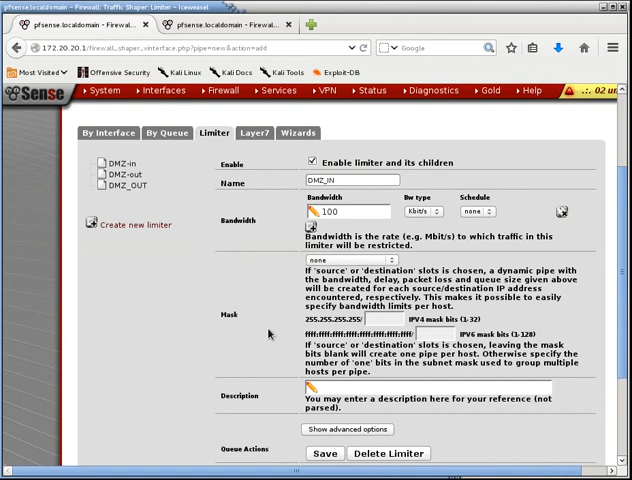 pfsense.localdomain - Firewall: Traffic Shaper: Limiter - Iceweasel
pfsense.localdomain - Firewal...
pfsense.localdomain - Firewal...
172.20.20.1/firewall_shaper_vinterface.php?pipe=new&action=add
Google
Most Visited
Offensive Security
Kali Linux
Kali Docs
Kali Tools
Exploit-DB
Sense
System
Interfaces
Firewall
Services
VPN
Status
Diagnostics
Gold
Help
.:. 02 un
By Interface
By Queue
Limiter
Layer7
Wizards
DMZ-in
DMZ-out
DMZ_OUT
Create new limiter
Enable
Enable limiter and its children
Name
DMZ_IN
Bandwidth
Bandwidth
Bw type
Schedule
100
Kbit/s
none
Bandwidth is the rate (e.g. Mbit/s) to which traffic in this
limiter will be restricted.
Mask
none
If 'source' or 'destination' slots is chosen, a dynamic pipe with
the bandwidth, delay, packet loss and queue size given above
will be created for each source/destination IP address
encountered, respectively. This makes it possible to easily
specify bandwidth limits per host.
255.255.255.255/ IPV4 mask bits (1-32)
ffff:ffff:ffff:ffff:ffff:ffff:ffff:ffff/ IPV6 mask bits (1-128)
If 'source' or 'destination' slots is chosen, leaving the mask
bits blank will create one pipe per host. Otherwise specify the
number of 'one' bits in the subnet mask used to group multiple
hosts per pipe.
Description
You may enter a description here for your reference (not
parsed).
Show advanced options
Queue Actions
Save
Delete Limiter